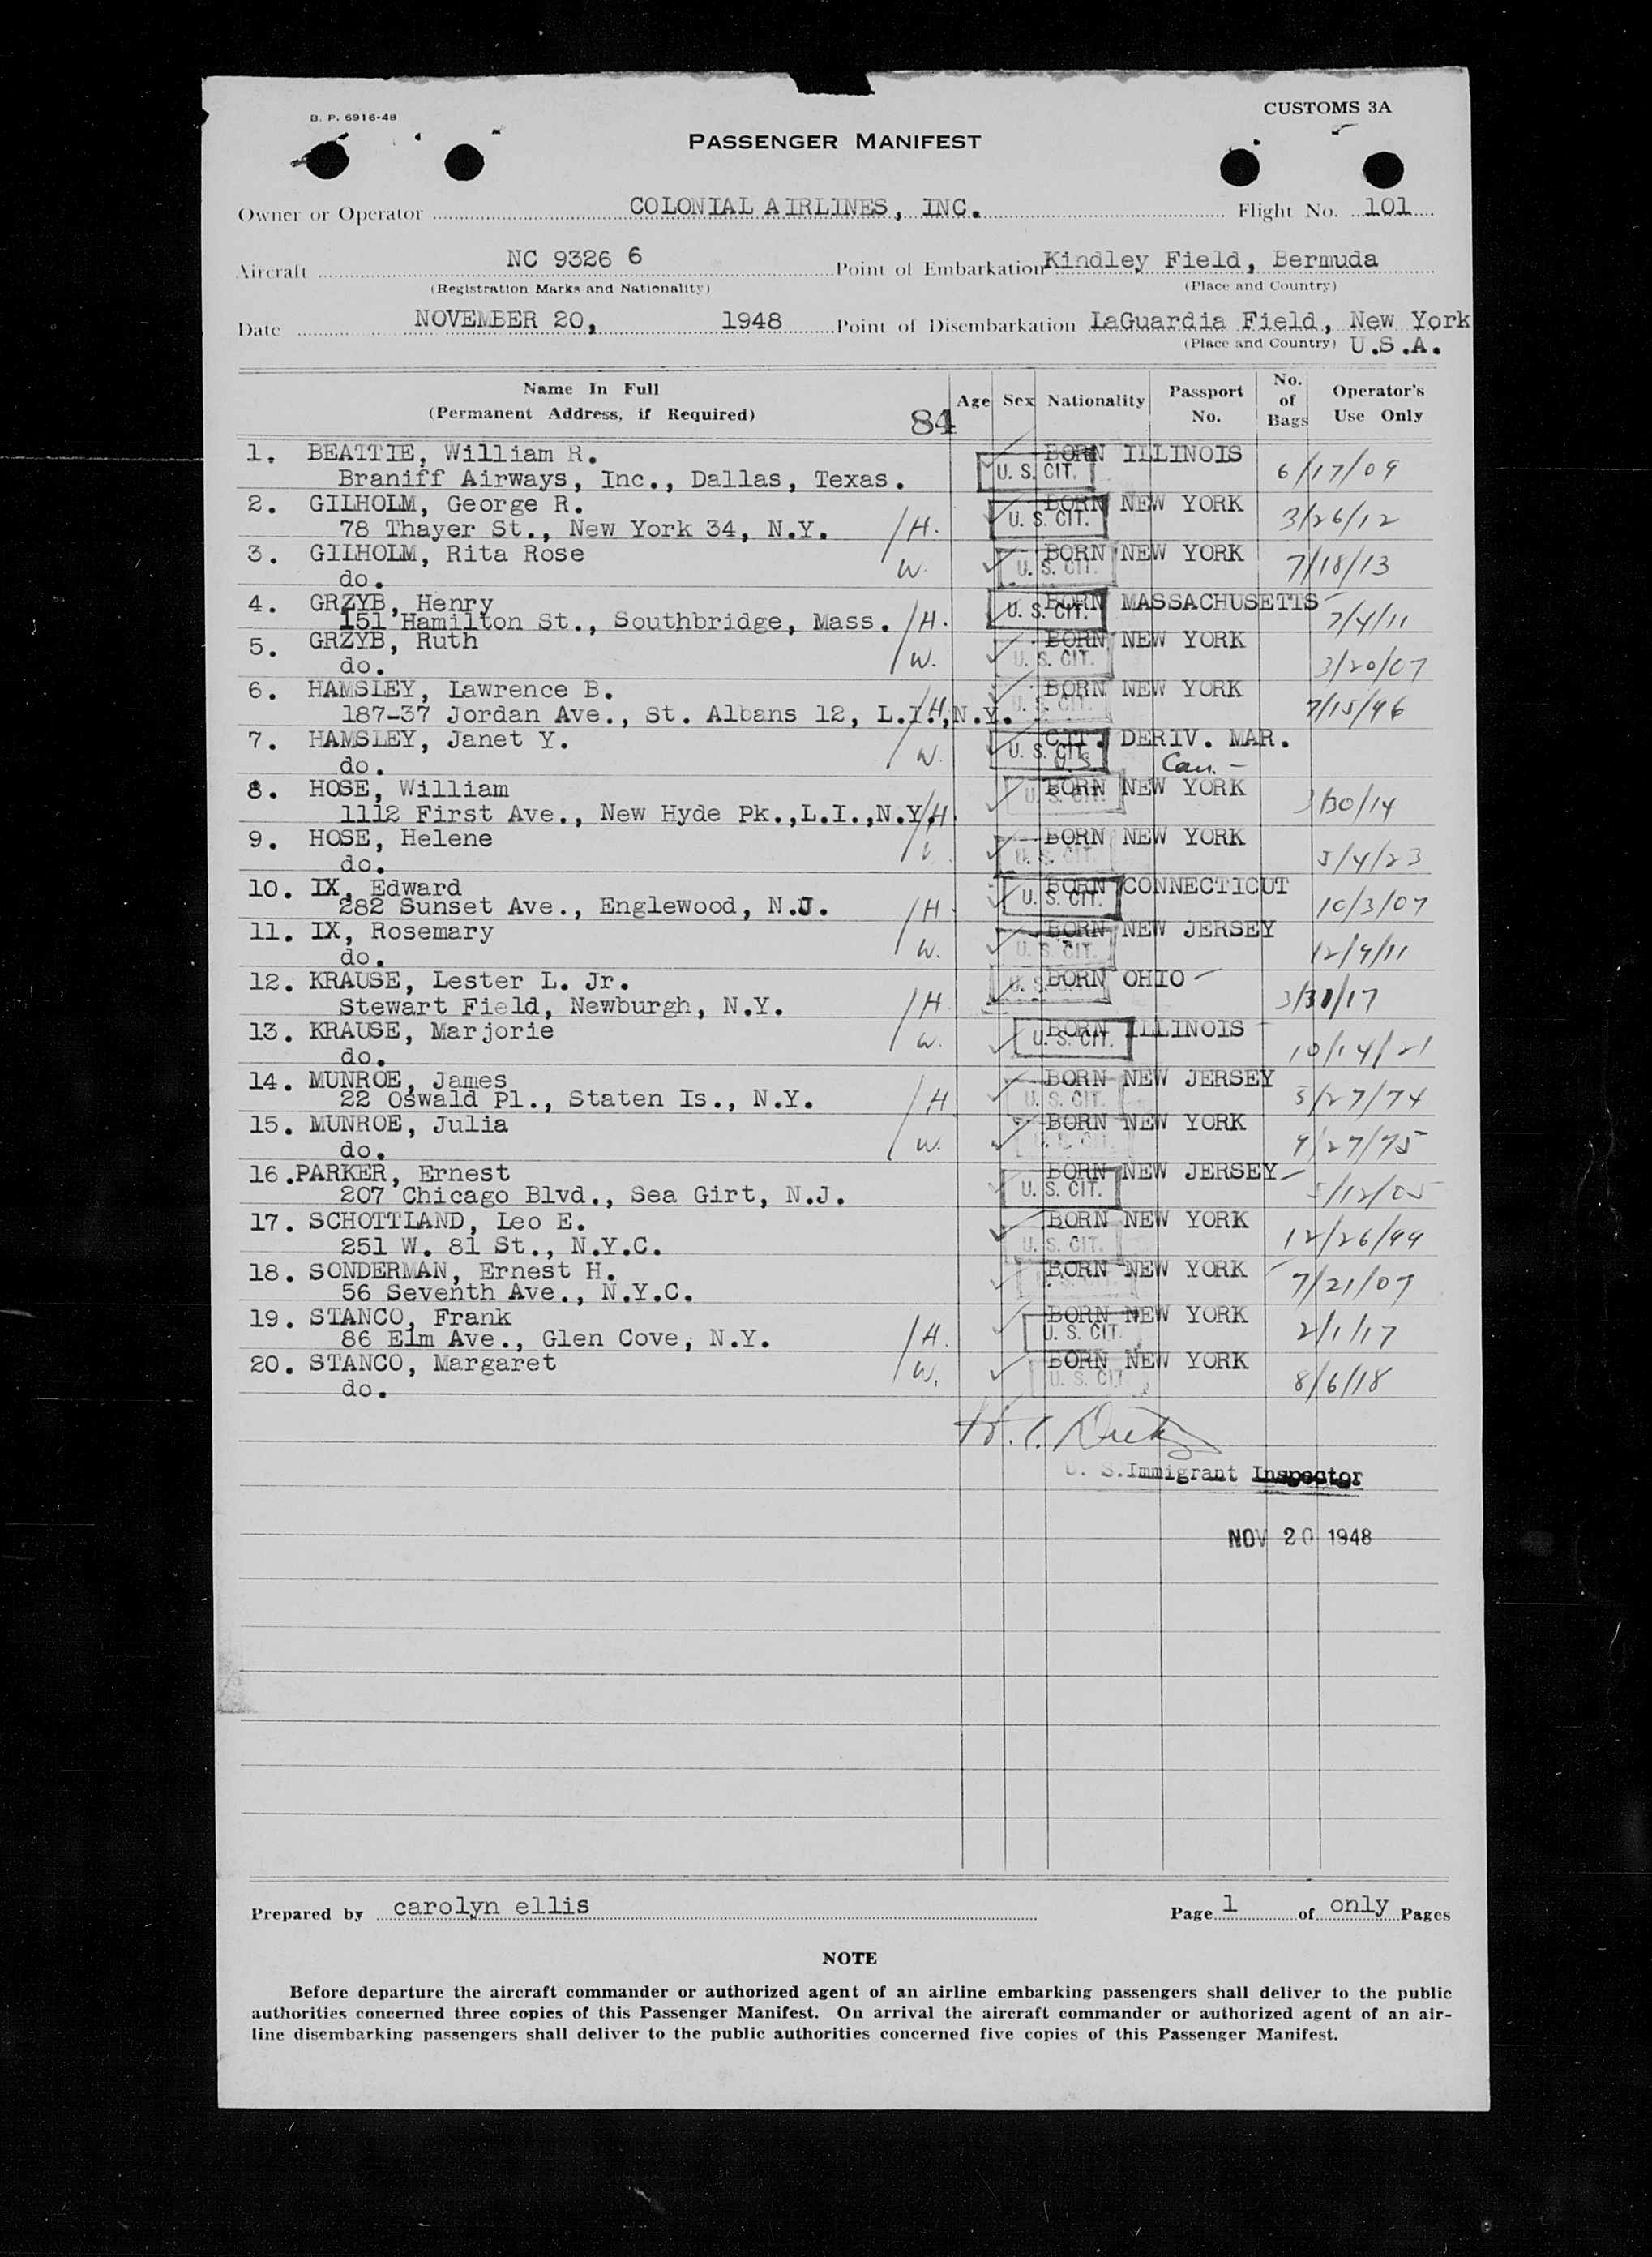 B. P. 6916-48
CUSTOMS 3A
PASSENGER MANIFEST
Owner or Operator COLONIAL AIRLINES, INC. Flight No. 101
Aircraft NC 9326 6 Point of Embarkation Kindley Field, Bermuda
(Registration Marks and Nationality) (Place and Country)
Date NOVEMBER 20, 1948 Point of Disembarkation LaGuardia Field, New York
(Place and Country) U.S.A.
Name In Full Age Sex Nationality Passport No. No. of Bags Operator's Use Only
(Permanent Address, if Required) 84
1. BEATTIE, William R. BORN ILLINOIS
Braniff Airways, Inc., Dallas, Texas. U. S. CIT. 6/17/09
2. GILHOLM, George R. BORN NEW YORK
78 Thayer St., New York 34, N.Y. /H. U. S. CIT. 3/26/12
3. GILHOLM, Rita Rose BORN NEW YORK
do. W. U. S. CIT. 7/18/13
4. GRZYB, Henry BORN MASSACHUSETTS
151 Hamilton St., Southbridge, Mass. /H. U. S. CIT. 7/4/11
5. GRZYB, Ruth BORN NEW YORK
do. /W. U. S. CIT. 3/20/07
6. HAMSLEY, Lawrence B. BORN NEW YORK
187-37 Jordan Ave., St. Albans 12, L.I., N.Y. /H U. S. CIT. 7/15/96
7. HAMSLEY, Janet Y. CIT. DERIV. MAR.
do. /W. U. S. CIT. U.S. Can. -
8. HOSE, William BORN NEW YORK
1112 First Ave., New Hyde Pk.,L.I.,N.Y. /H. U. S. CIT. 3/30/14
9. HOSE, Helene BORN NEW YORK
do. U. S. CIT. 5/4/23
10. IX, Edward BORN CONNECTICUT
282 Sunset Ave., Englewood, N.J. /H. U. S. CIT. 10/3/07
11. IX, Rosemary BORN NEW JERSEY
do. /W. U. S. CIT. 12/9/11
12. KRAUSE, Lester L. Jr. BORN OHIO
Stewart Field, Newburgh, N.Y. /H U. S. 3/31/17
13. KRAUSE, Marjorie BORN ILLINOIS
do. /W. U. S. CIT. 10/14/21
14. MUNROE, James BORN NEW JERSEY
22 Oswald Pl., Staten Is., N.Y. /H U. S. CIT. 3/27/74
15. MUNROE, Julia BORN NEW YORK
do. /W. 9/27/75
16. PARKER, Ernest BORN NEW JERSEY
207 Chicago Blvd., Sea Girt, N.J. U. S. CIT. 5/12/05
17. SCHOTTLAND, Leo E. BORN NEW YORK
251 W. 81 St., N.Y.C. U. S. CIT. 12/26/99
18. SONDERMAN, Ernest H. BORN NEW YORK
56 Seventh Ave., N.Y.C. 7/21/07
19. STANCO, Frank BORN NEW YORK
86 Elm Ave., Glen Cove, N.Y. /H. U. S. CIT. 2/1/17
20. STANCO, Margaret BORN NEW YORK
do. /W. U. S. CIT 8/6/18
U. S. Immigrant Inspector
NOV 20 1948
Prepared by carolyn ellis Page 1 of only Pages
NOTE
Before departure the aircraft commander or authorized agent of an airline embarking passengers shall deliver to the public
authorities concerned three copies of this Passenger Manifest. On arrival the aircraft commander or authorized agent of an air-
line disembarking passengers shall deliver to the public authorities concerned five copies of this Passenger Manifest.